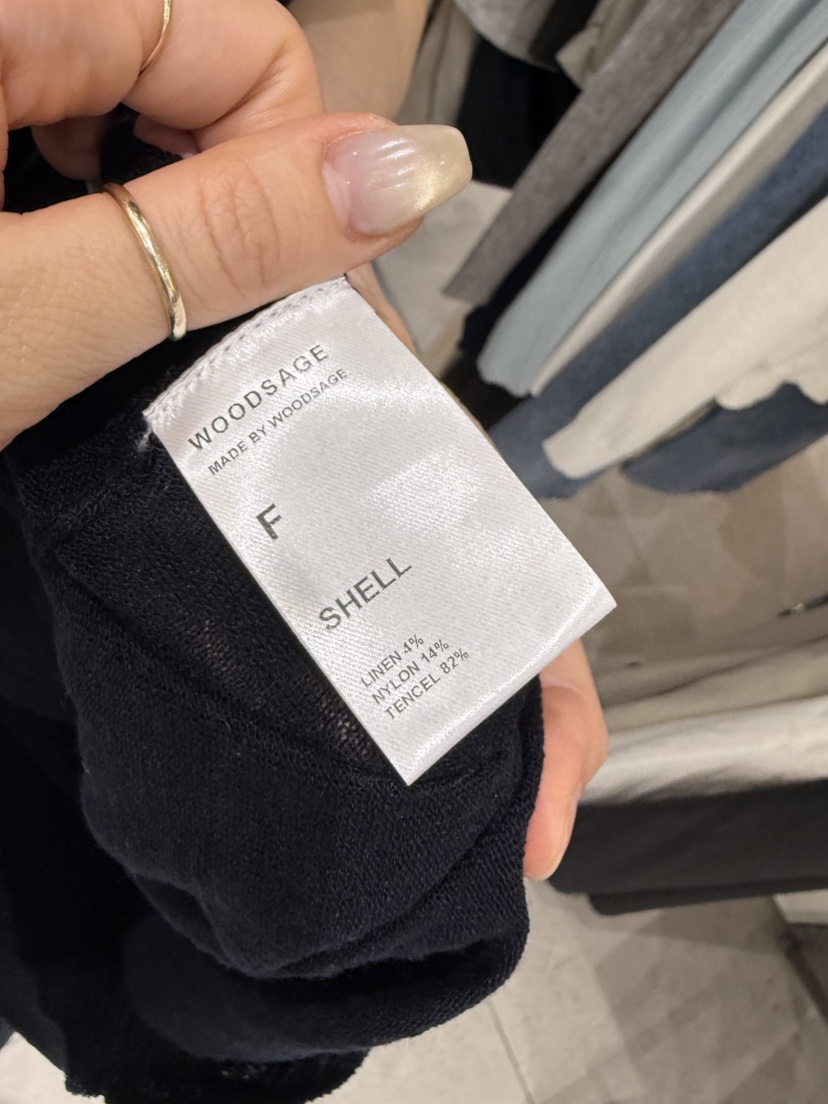 WOODSAGE
MADE BY WOODSAGE
F
SHELL
LINEN 4%
NYLON 14%
TENCEL 82%